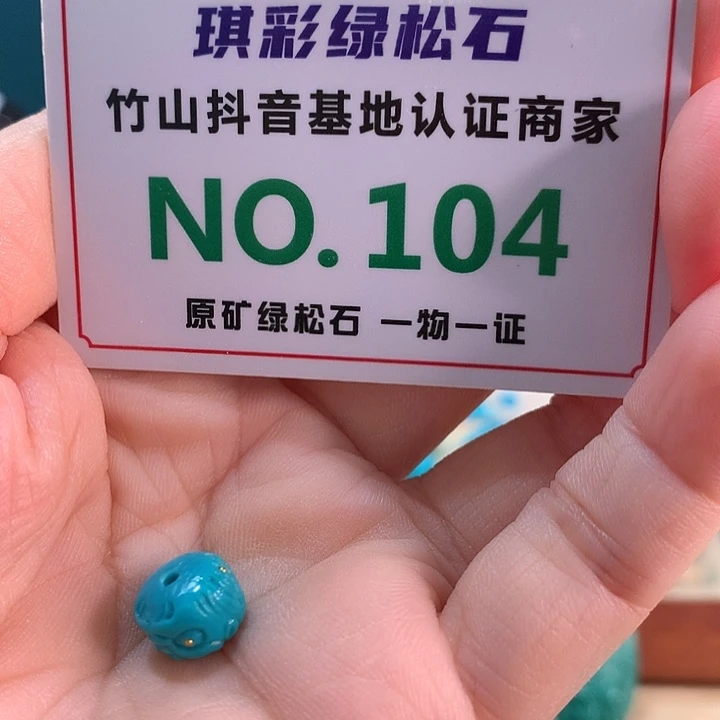 琪彩绿松石
竹山抖音基地认证商家
NO.104
原矿绿松石 一物一证